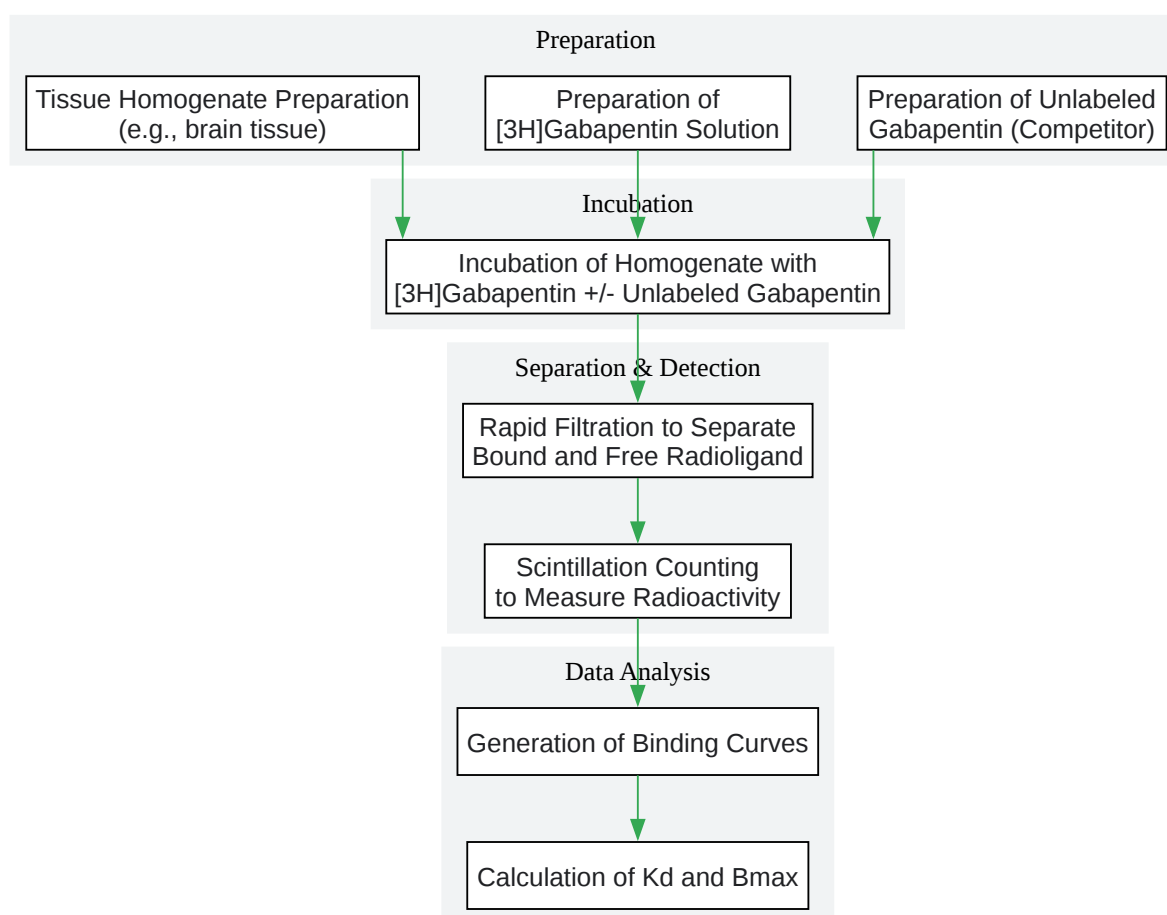 Preparation
Tissue Homogenate Preparation
(e.g., brain tissue)
Preparation of
[3H]Gabapentin Solution
Preparation of Unlabeled
Gabapentin (Competitor)
Incubation
Incubation of Homogenate with
[3H]Gabapentin +/- Unlabeled Gabapentin
Separation & Detection
Rapid Filtration to Separate
Bound and Free Radioligand
Scintillation Counting
to Measure Radioactivity
Data Analysis
Generation of Binding Curves
Calculation of Kd and Bmax